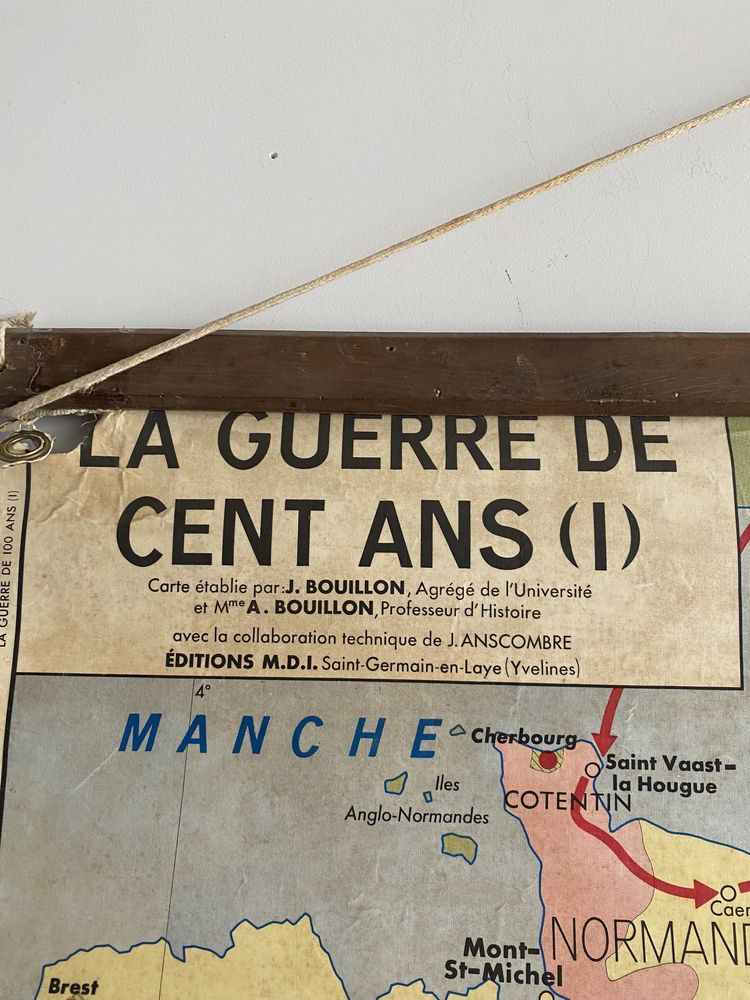 LA GUERRE DE
CENT ANS (I)
Carte établie par: J. BOUILLON, Agrégé de l'Université
et Mme A. BOUILLON, Professeur d'Histoire
avec la collaboration technique de J. ANSCOMBRE
ÉDITIONS M.D.I. Saint-Germain-en-Laye (Yvelines)
LA GUERRE DE 100 ANS (I)
4°
MANCHE
Cherbourg
Saint Vaast-
la Hougue
Iles
Anglo-Normandes
COTENTIN
Caen
NORMAND
Mont-
St-Michel
Brest